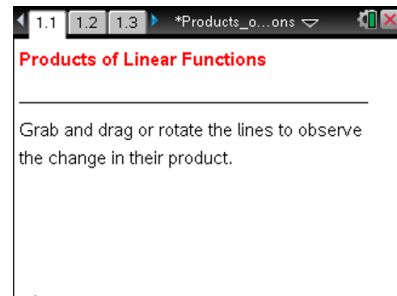 1.1 1.2 1.3 *Products_o...ons
Products of Linear Functions
Grab and drag or rotate the lines to observe
the change in their product.